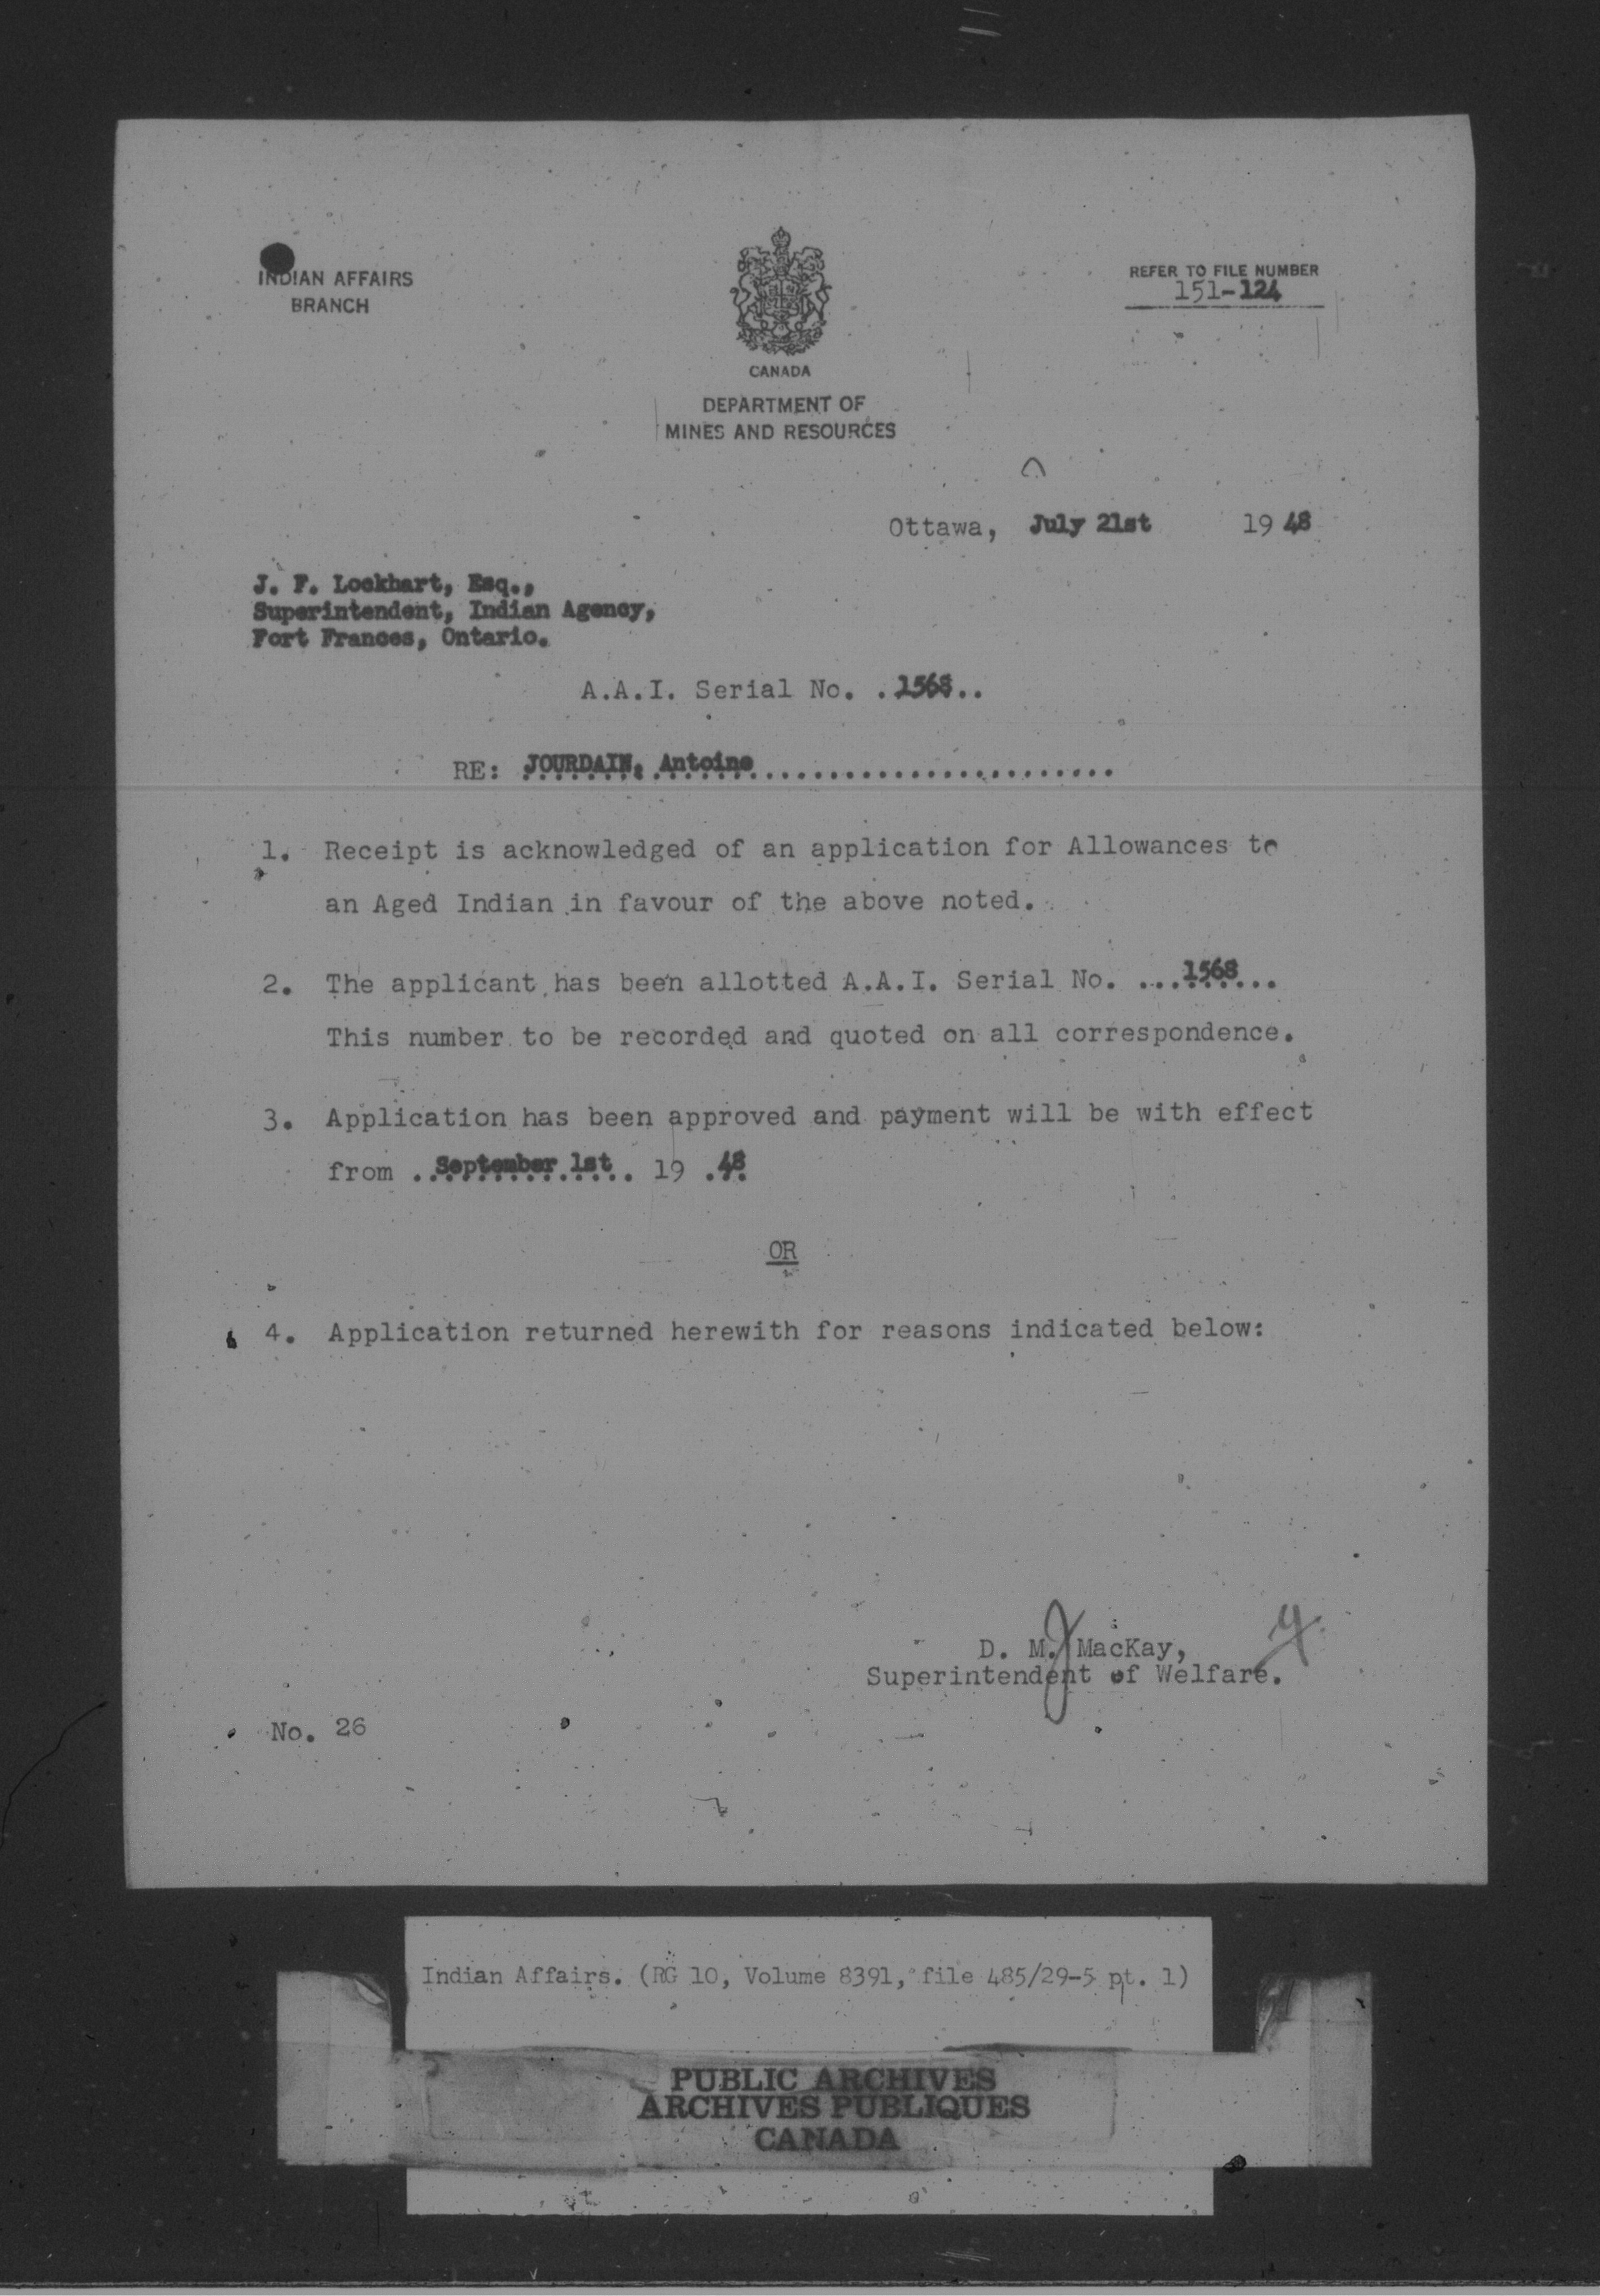 INDIAN AFFAIRS
BRANCH
REFER TO FILE NUMBER
151-124
CANADA
DEPARTMENT OF
MINES AND RESOURCES
Ottawa, July 21st 19 48
J. F. Lockhart, Esq.,
Superintendent, Indian Agency,
Fort Frances, Ontario.
A.A.I. Serial No. .1568..
RE: JOURDAIN, Antoine......................
1. Receipt is acknowledged of an application for Allowances to
an Aged Indian in favour of the above noted.
2. The applicant has been allotted A.A.I. Serial No. ...1568...
This number to be recorded and quoted on all correspondence.
3. Application has been approved and payment will be with effect
from .September 1st. 19 .48
OR
4. Application returned herewith for reasons indicated below:
D. M. MacKay,
Superintendent of Welfare.
No. 26
Indian Affairs. (RG 10, Volume 8391, file 485/29-5 pt. 1)
PUBLIC ARCHIVES
ARCHIVES PUBLIQUES
CANADA